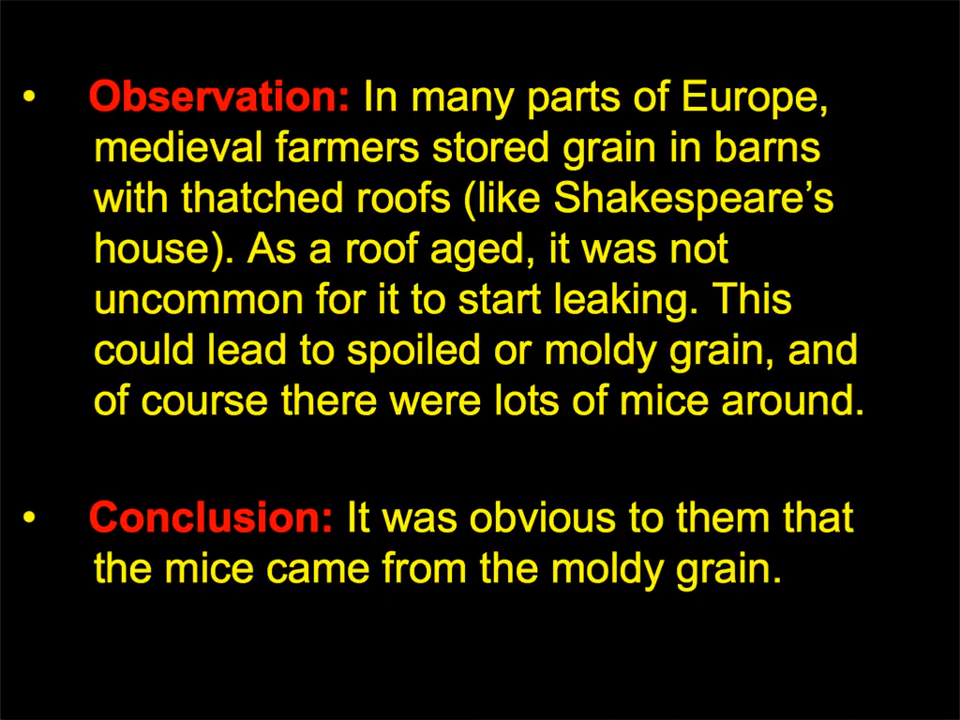 • Observation: In many parts of Europe,
medieval farmers stored grain in barns
with thatched roofs (like Shakespeare’s
house). As a roof aged, it was not
uncommon for it to start leaking. This
could lead to spoiled or moldy grain, and
of course there were lots of mice around.
• Conclusion: It was obvious to them that
the mice came from the moldy grain.